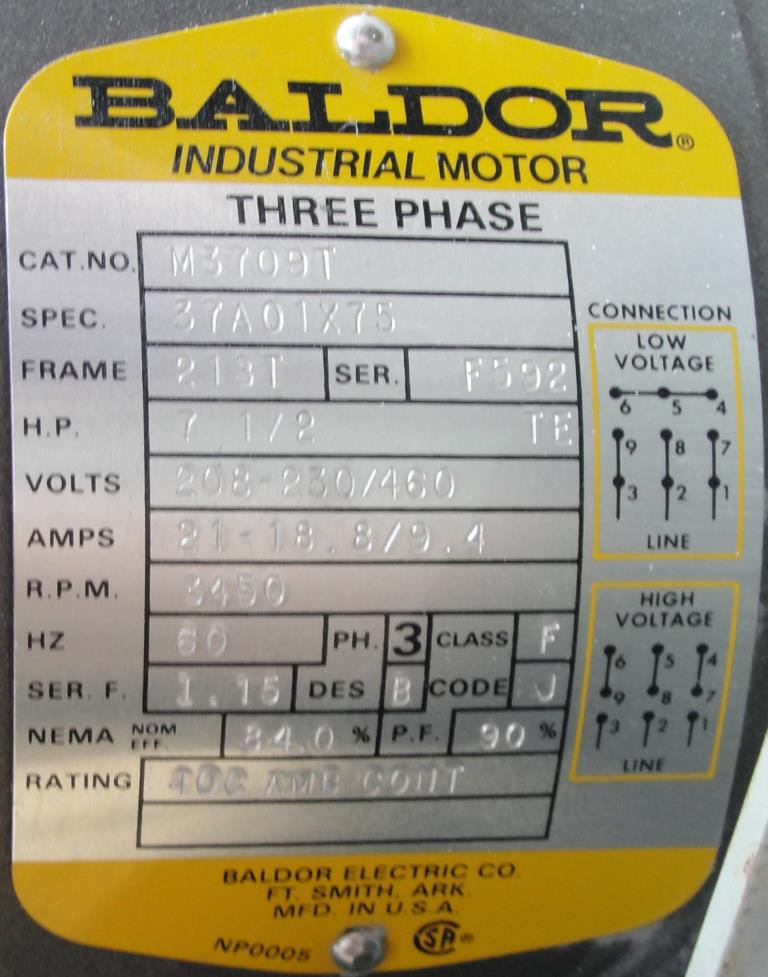 BALDOR®
INDUSTRIAL MOTOR
THREE PHASE
CAT.NO. M3709T
SPEC. 37A01X75
FRAME 213T SER. F592
H.P. 7 1/2 TE
VOLTS 208-230/460
AMPS 21-18.8/9.4
R.P.M. 3450
HZ 60 PH. 3 CLASS F
SER. F. 1.15 DES B CODE J
NEMA NOM EFF. 84.0 % P.F. 90 %
RATING 40C AMB CONT
CONNECTION
LOW
VOLTAGE
6 5 4
9 8 7
3 2 1
LINE
HIGH
VOLTAGE
6 5 4
9 8 7
3 2 1
LINE
BALDOR ELECTRIC CO.
FT. SMITH, ARK.
MFD. IN U.S.A.
NP0005 SA®